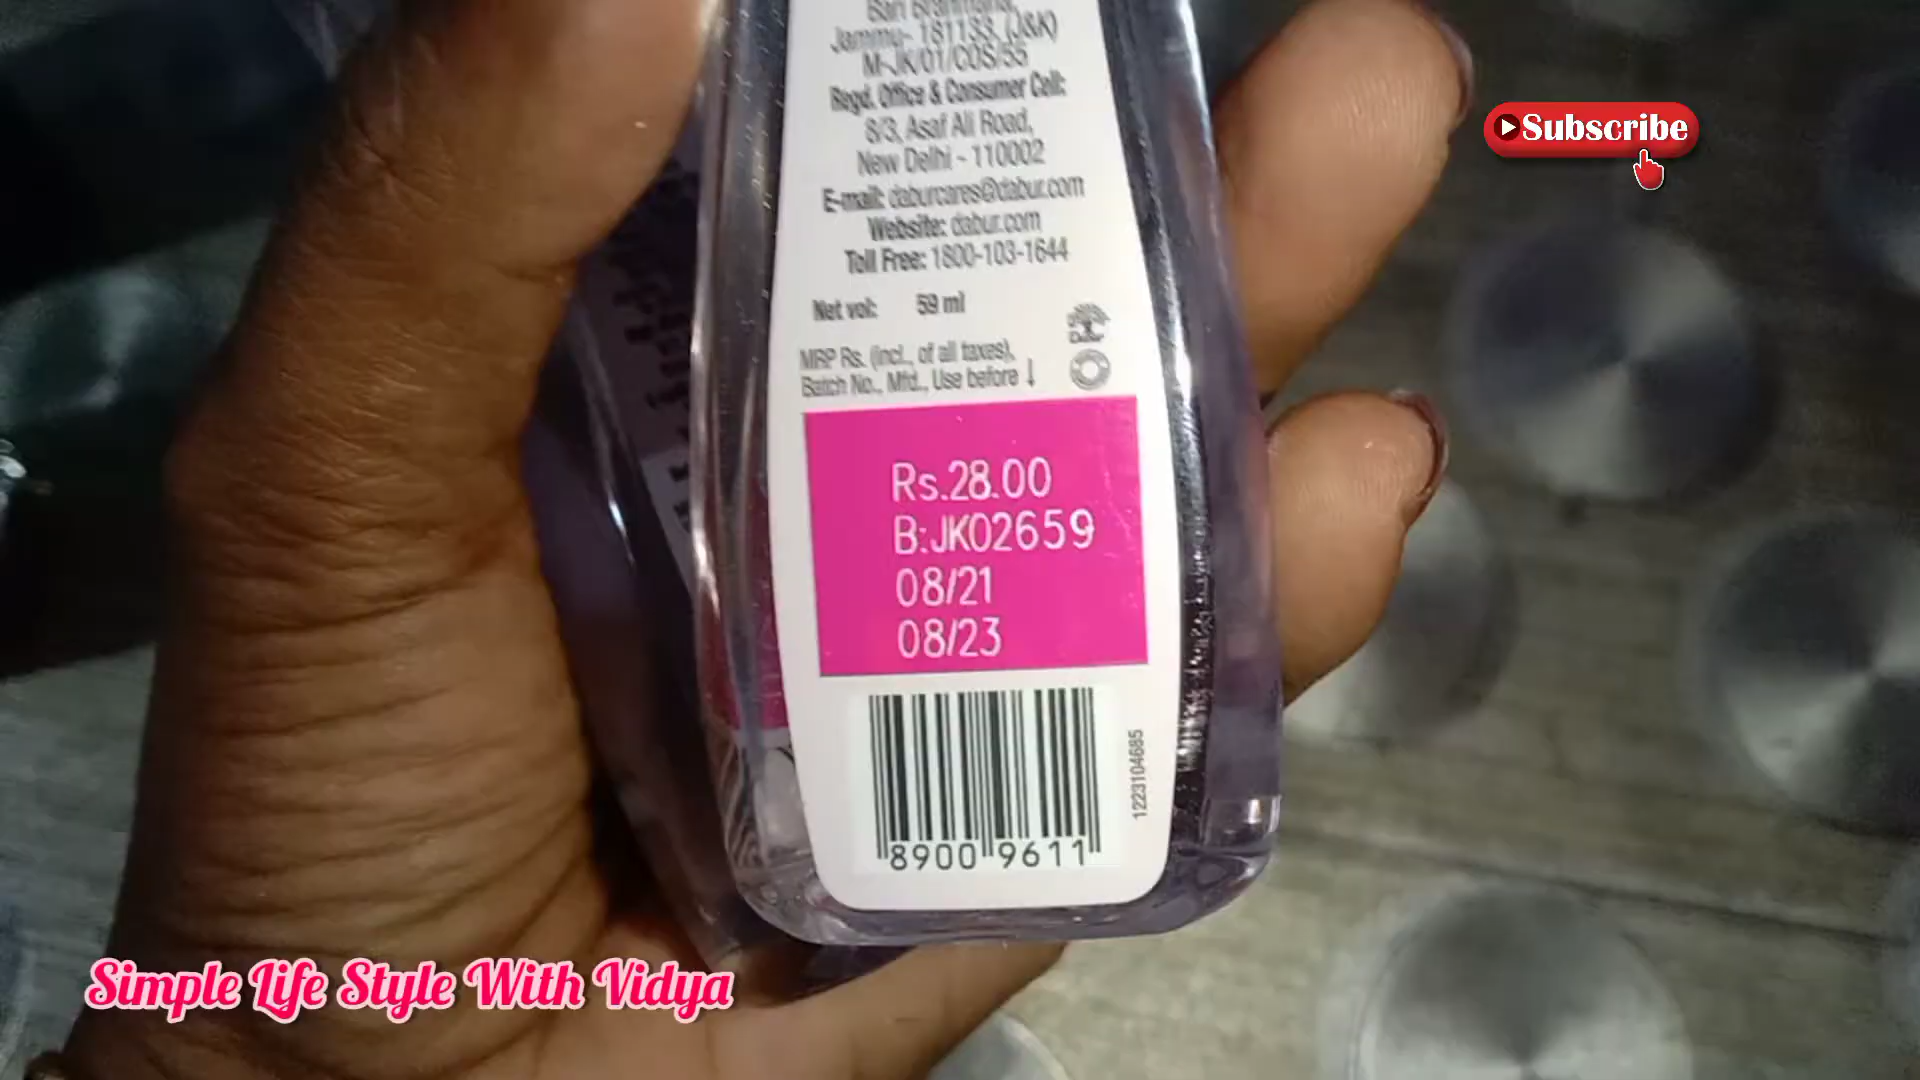 Bari Brahmana,
Jammu- 181133, (J&K)
M-JK/01/COS/55
Regd. Office & Consumer Cell:
8/3, Asaf Ali Road,
New Delhi - 110002
E-mail: daburcares@dabur.com
Website: dabur.com
Toll Free: 1800-103-1644
Net vol: 59 ml
MRP Rs. (incl., of all taxes),
Batch No., Mfd., Use before ↓
Rs.28.00
B:JK02659
08/21
08/23
8900 9611
1223104685
Subscribe
Simple Life Style With Vidya